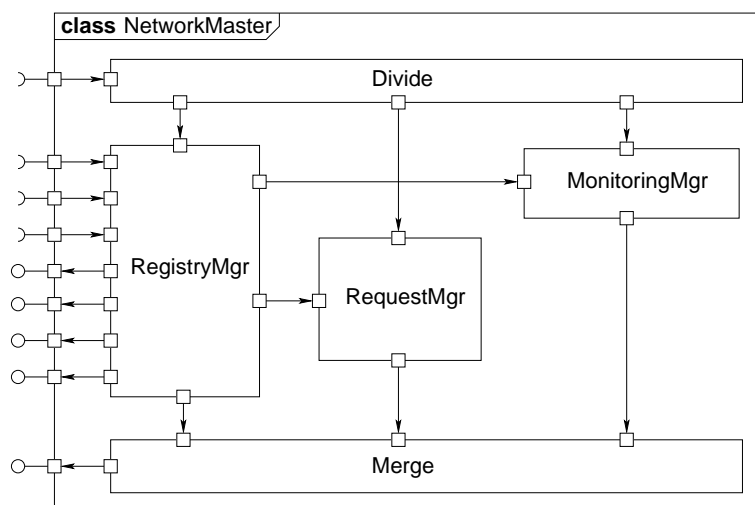 class NetworkMaster
Divide
MonitoringMgr
RegistryMgr
RequestMgr
Merge